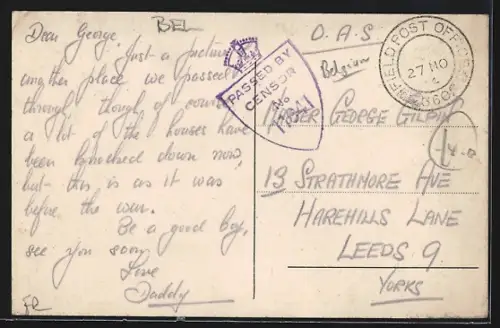 BEL
Dear George,
Just a picture
another place we passed
through, though of course
a lot of the houses have
been knocked down now,
but this is as it was
before the war.
Be a good boy,
see you soon
Love
Daddy
O.A.S
Belgium
PASSED BY
CENSOR
No
FIELD POST OFFICE
27 NO
MASTER GEORGE GILPIN
13 STRATHMORE AVE
HAREHILLS LANE
LEEDS 9
YORKS